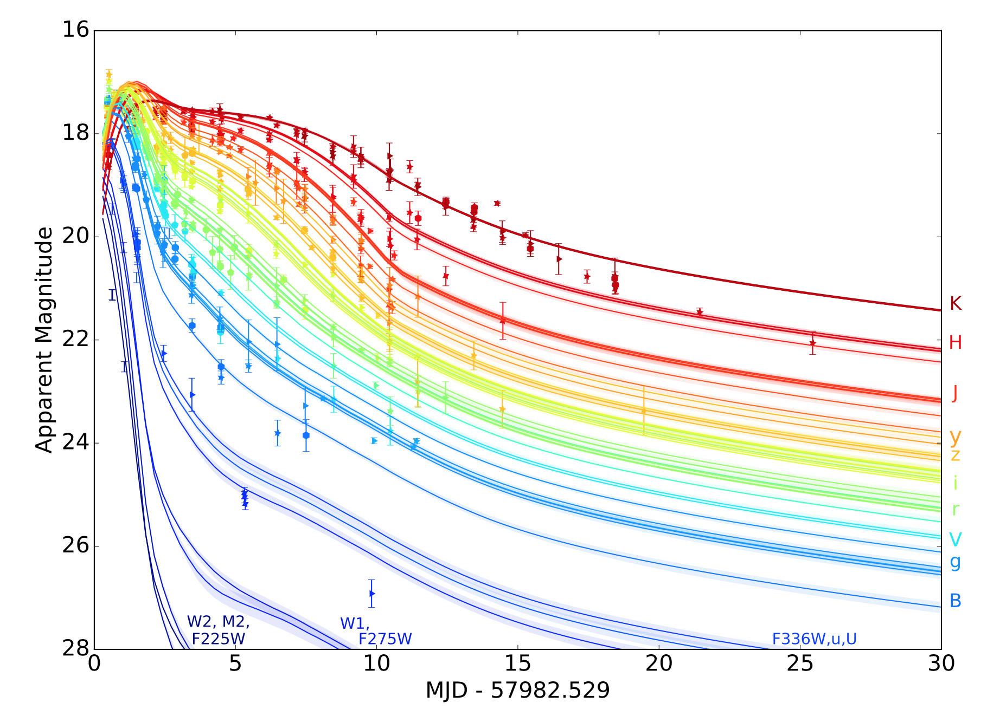 16
18
20
22
24
26
28
0
5
10
15
20
25
30
Apparent Magnitude
MJD - 57982.529
K
H
J
y
z
i
r
V
g
B
W2, M2,
F225W
W1,
F275W
F336W,u,U